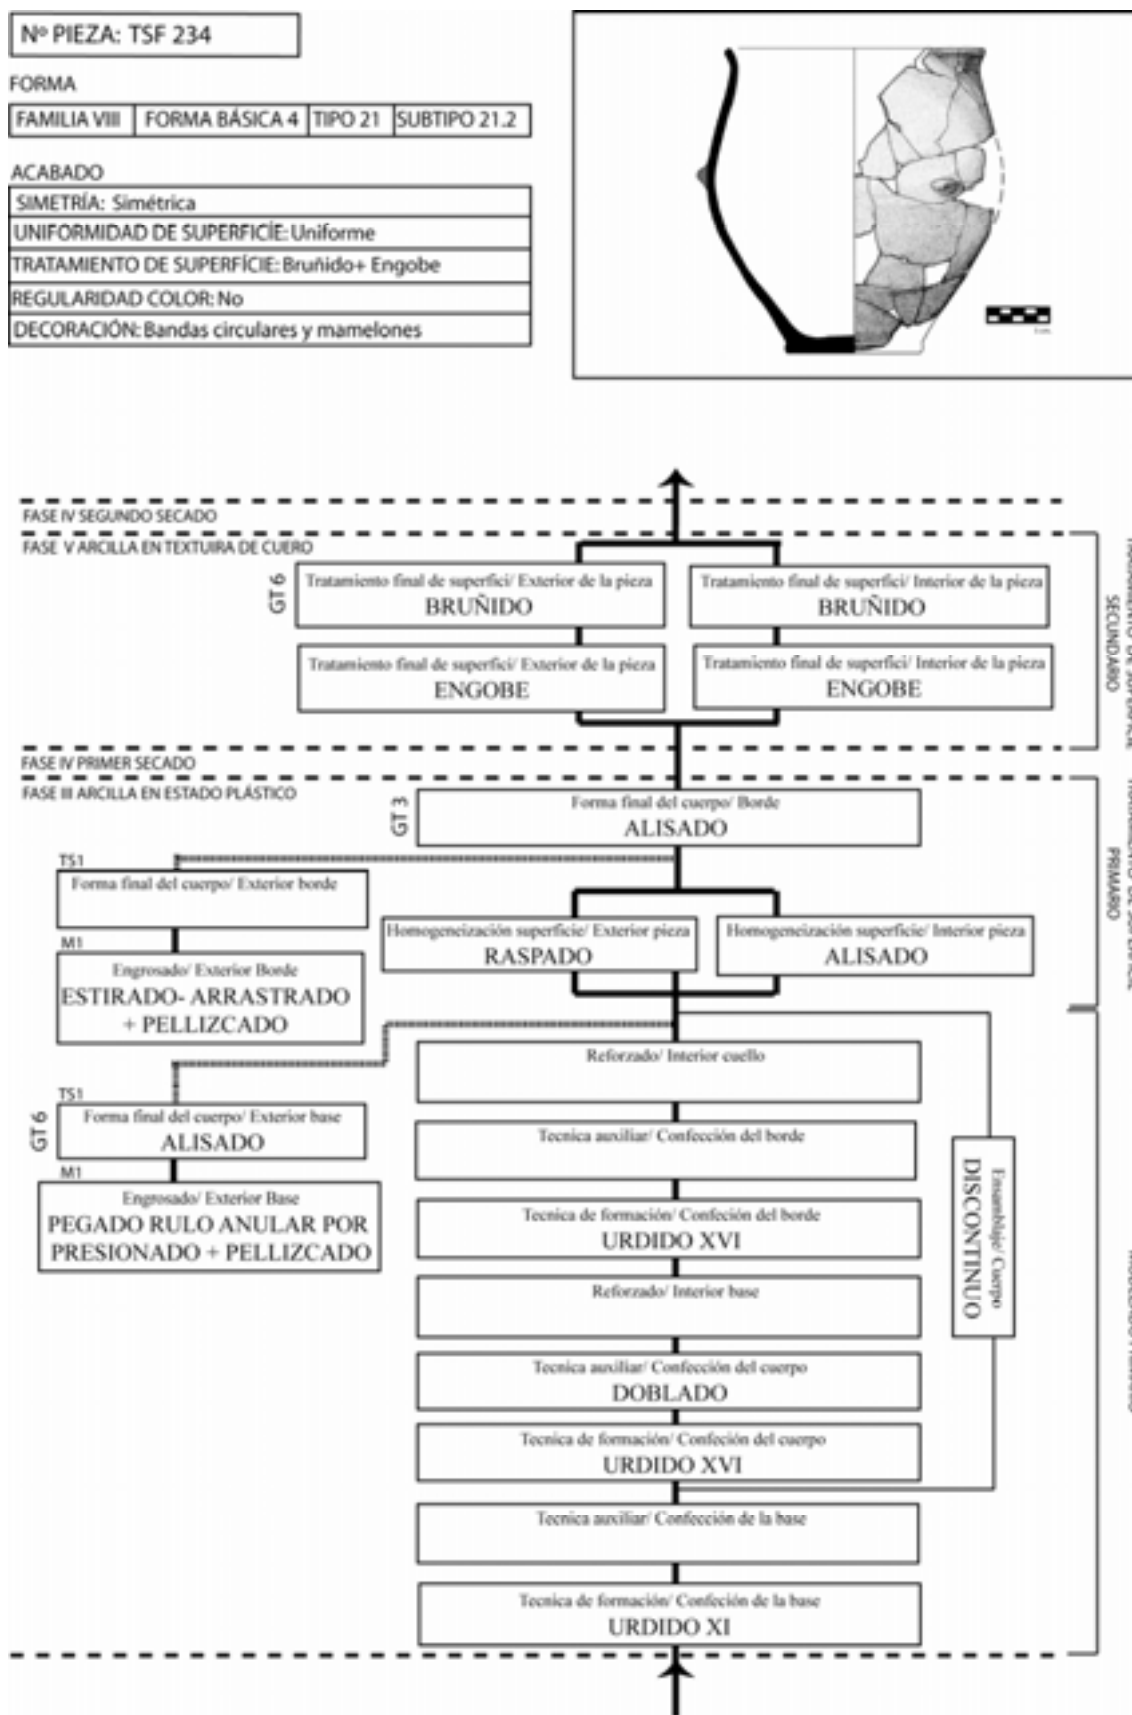 Nº PIEZA: TSF 234
FORMA
FAMILIA VIII FORMA BÁSICA 4 TIPO 21 SUBTIPO 21.2
ACABADO
SIMETRÍA: Simétrica
UNIFORMIDAD DE SUPERFICÍE: Uniforme
TRATAMIENTO DE SUPERFÍCIE: Bruñido+ Engobe
REGULARIDAD COLOR: No
DECORACIÓN: Bandas circulares y mamelones
FASE IV SEGUNDO SECADO
FASE V ARCILLA EN TEXTUIRA DE CUERO
GT 6
Tratamiento final de superfici/ Exterior de la pieza
BRUÑIDO
Tratamiento final de superfici/ Interior de la pieza
BRUÑIDO
Tratamiento final de superfici/ Exterior de la pieza
ENGOBE
Tratamiento final de superfici/ Interior de la pieza
ENGOBE
SECUNDARIO
FASE IV PRIMER SECADO
FASE III ARCILLA EN ESTADO PLÁSTICO
GT 3
Forma final del cuerpo/ Borde
ALISADO
TS1
Forma final del cuerpo/ Exterior borde
M1
Engrosado/ Exterior Borde
ESTIRADO- ARRASTRADO
+ PELLIZCADO
Homogeneización superficie/ Exterior pieza
RASPADO
Homogeneización superficie/ Interior pieza
ALISADO
PRIMARIO
Reforzado/ Interior cuello
TS1
GT 6
Forma final del cuerpo/ Exterior base
ALISADO
M1
Engrosado/ Exterior Base
PEGADO RULO ANULAR POR
PRESIONADO + PELLIZCADO
Tecnica auxiliar/ Confección del borde
Tecnica de formación/ Confeción del borde
URDIDO XVI
Reforzado/ Interior base
Tecnica auxiliar/ Confección del cuerpo
DOBLADO
Tecnica de formación/ Confeción del cuerpo
URDIDO XVI
Ensamblaje/ Cuerpo
DISCONTINUO
Tecnica auxiliar/ Confección de la base
Tecnica de formación/ Confeción de la base
URDIDO XI